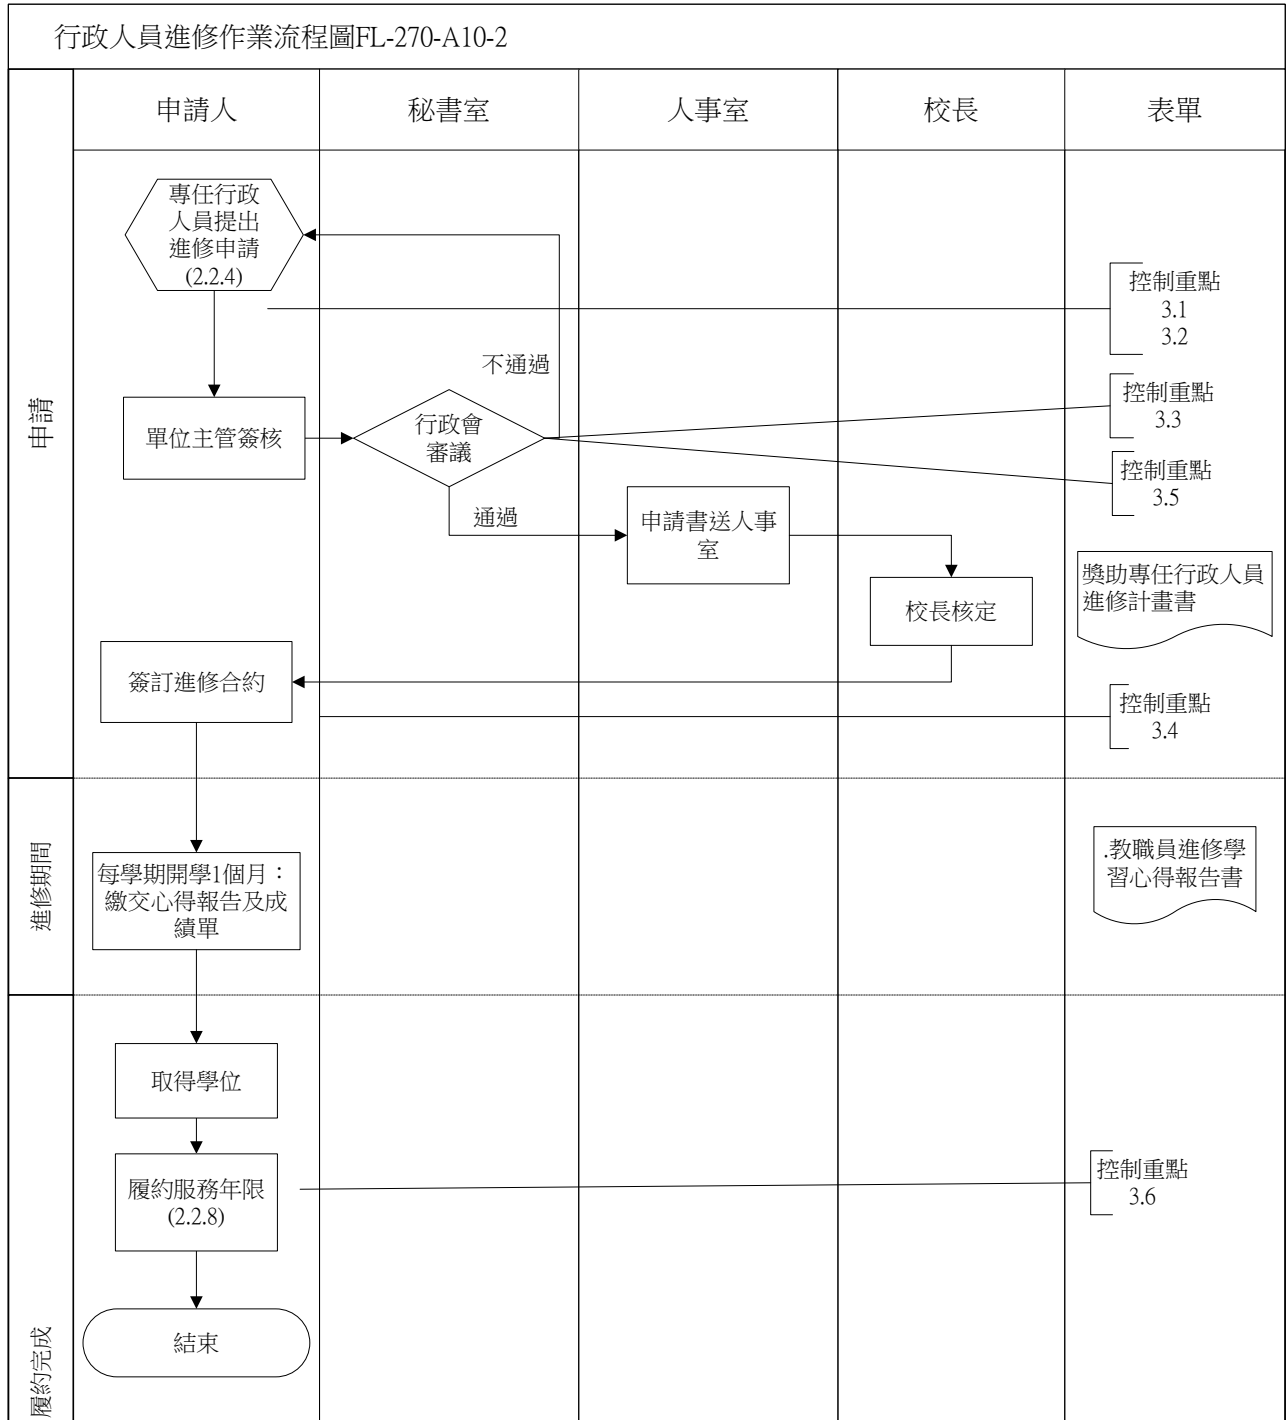 行政人員進修作業流程圖FL-270-A10-2
申請人
秘書室
人事室
校長
表單
申請
專任行政
人員提出
進修申請
(2.2.4)
控制重點
3.1
3.2
不通過
單位主管簽核
行政會
審議
控制重點
3.3
控制重點
3.5
通過
申請書送人事
室
校長核定
獎助專任行政人員
進修計畫書
簽訂進修合約
控制重點
3.4
進修期間
每學期開學1個月：
繳交心得報告及成
績單
.教職員進修學
習心得報告書
履約完成
取得學位
履約服務年限
(2.2.8)
控制重點
3.6
結束